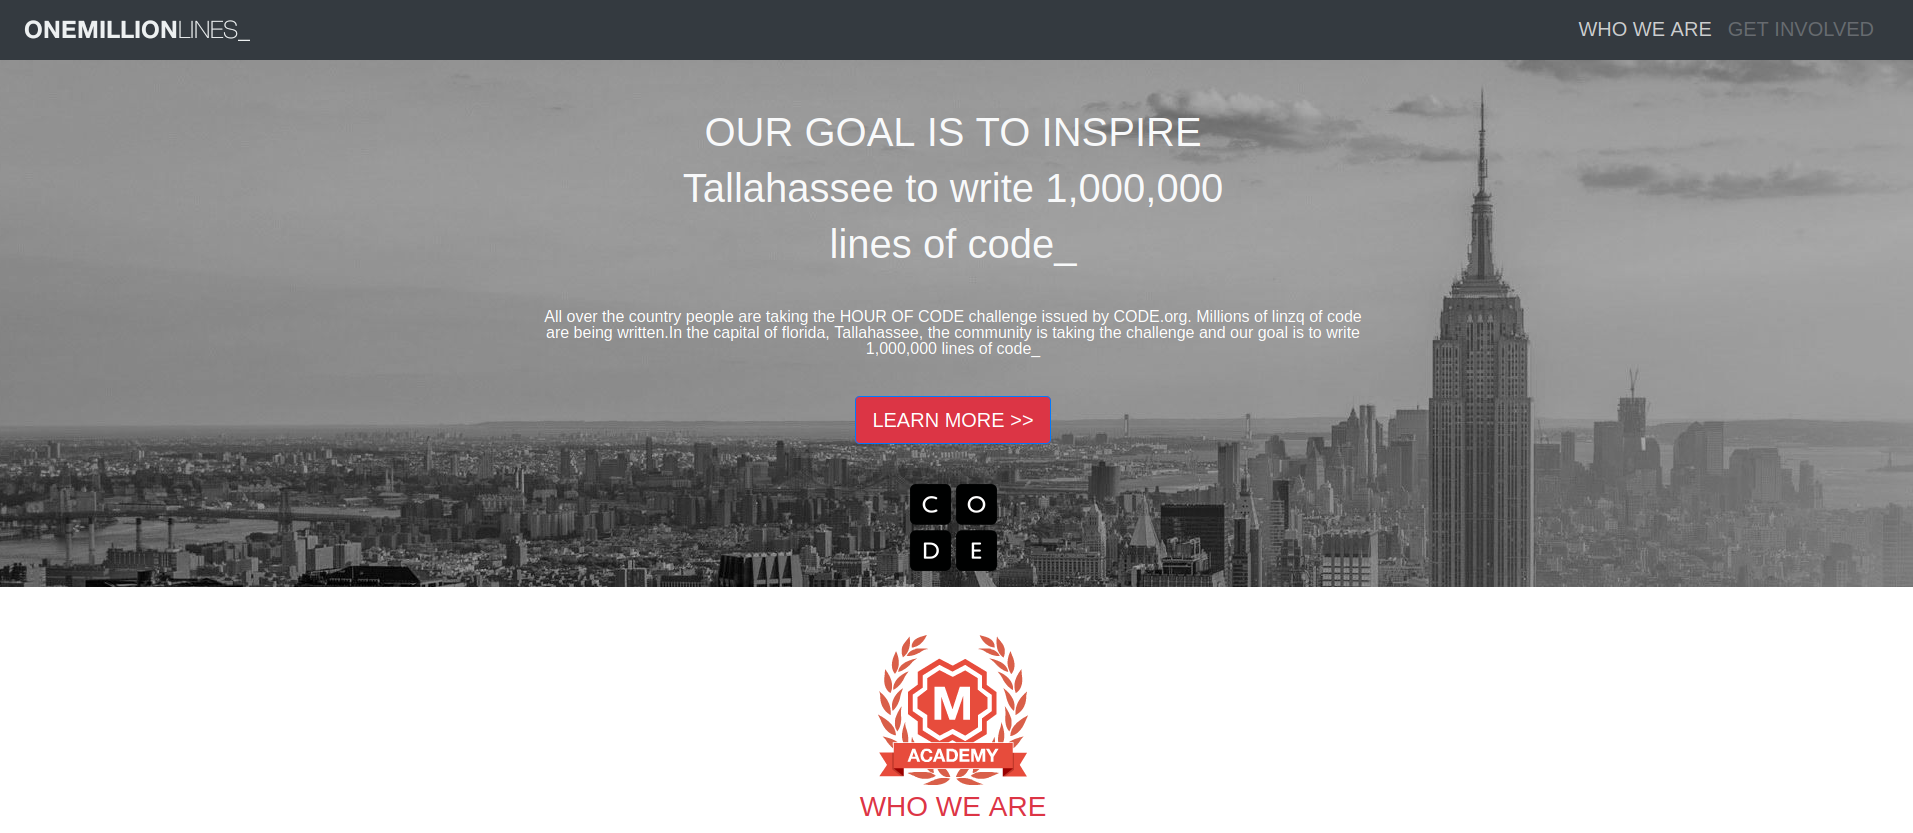 ONEMILLIONLINES_
WHO WE ARE GET INVOLVED
OUR GOAL IS TO INSPIRE
Tallahassee to write 1,000,000
lines of code_
All over the country people are taking the HOUR OF CODE challenge issued by CODE.org. Millions of linzq of code
are being written.In the capital of florida, Tallahassee, the community is taking the challenge and our goal is to write
1,000,000 lines of code_
LEARN MORE >>
C O
D E
M
ACADEMY
WHO WE ARE